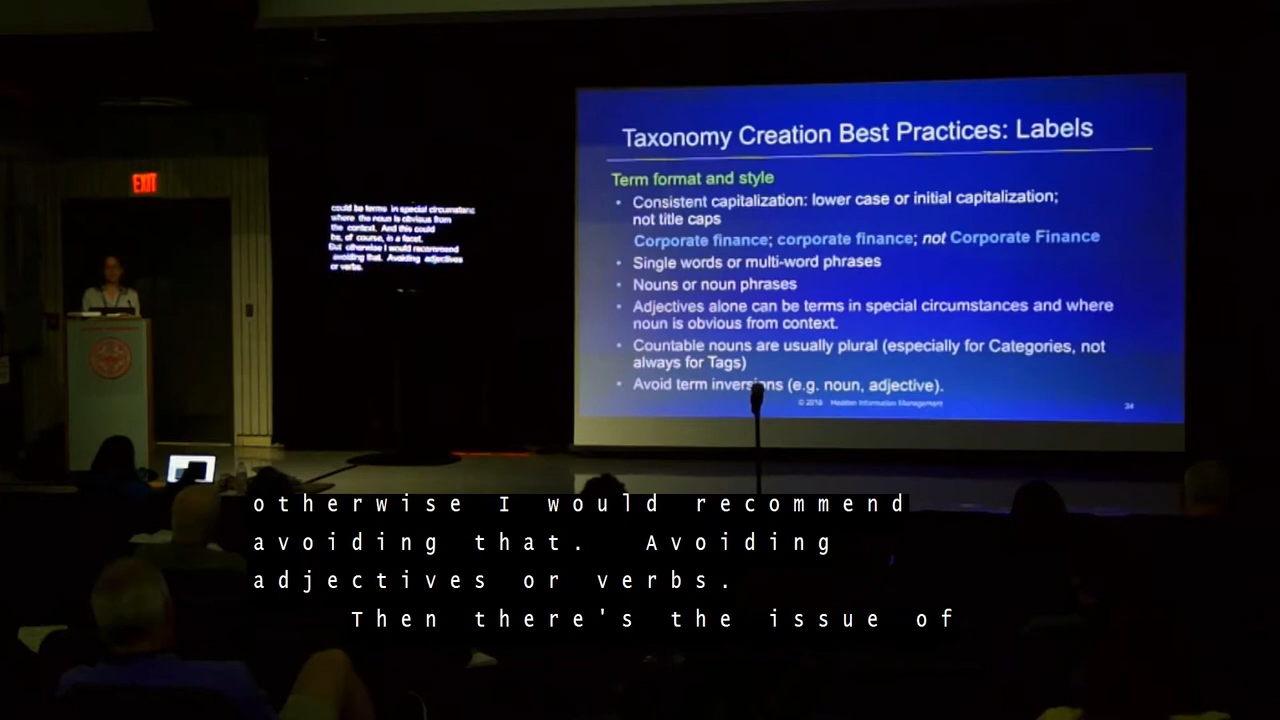 EXIT
could be terms in special circumstanc
where the noun is obvious from
the context. And this could
be, of course, in a facet.
But otherwise I would recommend
avoiding that. Avoiding adjectives
or verbs.
Taxonomy Creation Best Practices: Labels
Term format and style
• Consistent capitalization: lower case or initial capitalization;
not title caps
Corporate finance; corporate finance; not Corporate Finance
• Single words or multi-word phrases
• Nouns or noun phrases
• Adjectives alone can be terms in special circumstances and where
noun is obvious from context.
• Countable nouns are usually plural (especially for Categories, not
always for Tags)
• Avoid term inversions (e.g. noun, adjective).
Information Management
34
otherwise I would recommend
avoiding that. Avoiding
adjectives or verbs.
Then there's the issue of